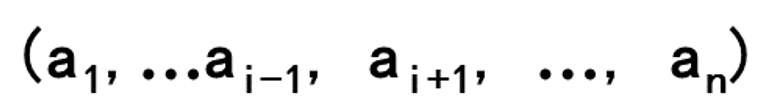 (a₁, …aᵢ₋₁, aᵢ₊₁, …, aₙ)